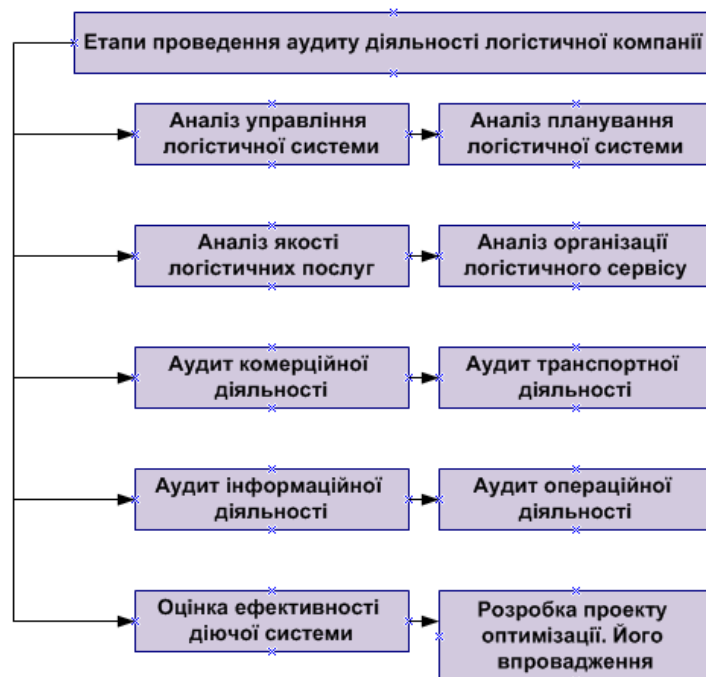 Етапи проведення аудиту діяльності логістичної компанії
Аналіз управління
логістичної системи
Аналіз планування
логістичної системи
Аналіз якості
логістичних послуг
Аналіз організації
логістичного сервісу
Аудит комерційної
діяльності
Аудит транспортної
діяльності
Аудит інформаційної
діяльності
Аудит операційної
діяльності
Оцінка ефективності
діючої системи
Розробка проекту
оптимізації. Його
впровадження